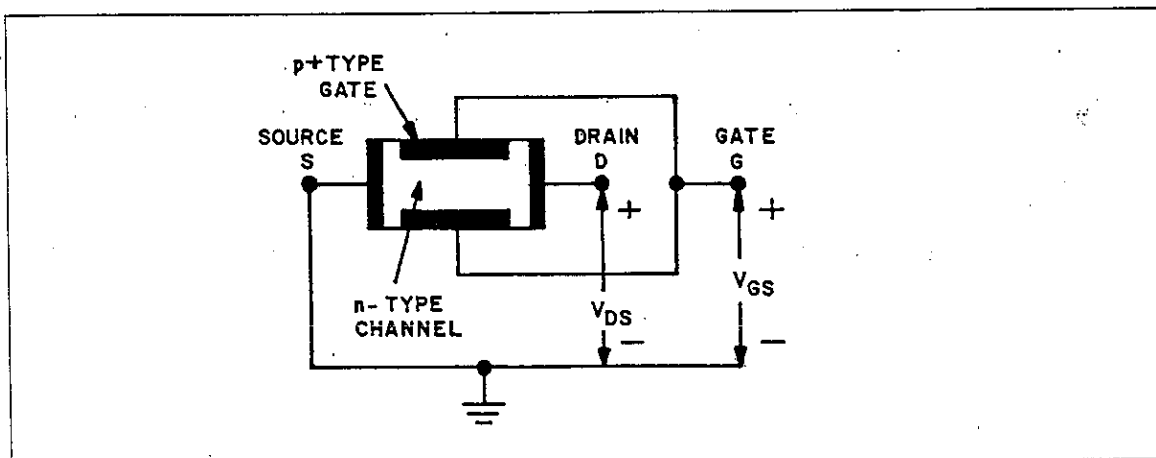 p+TYPE
GATE
SOURCE
S
DRAIN
D
GATE
G
+
+
n-TYPE
CHANNEL
VDS
VGS
−
−